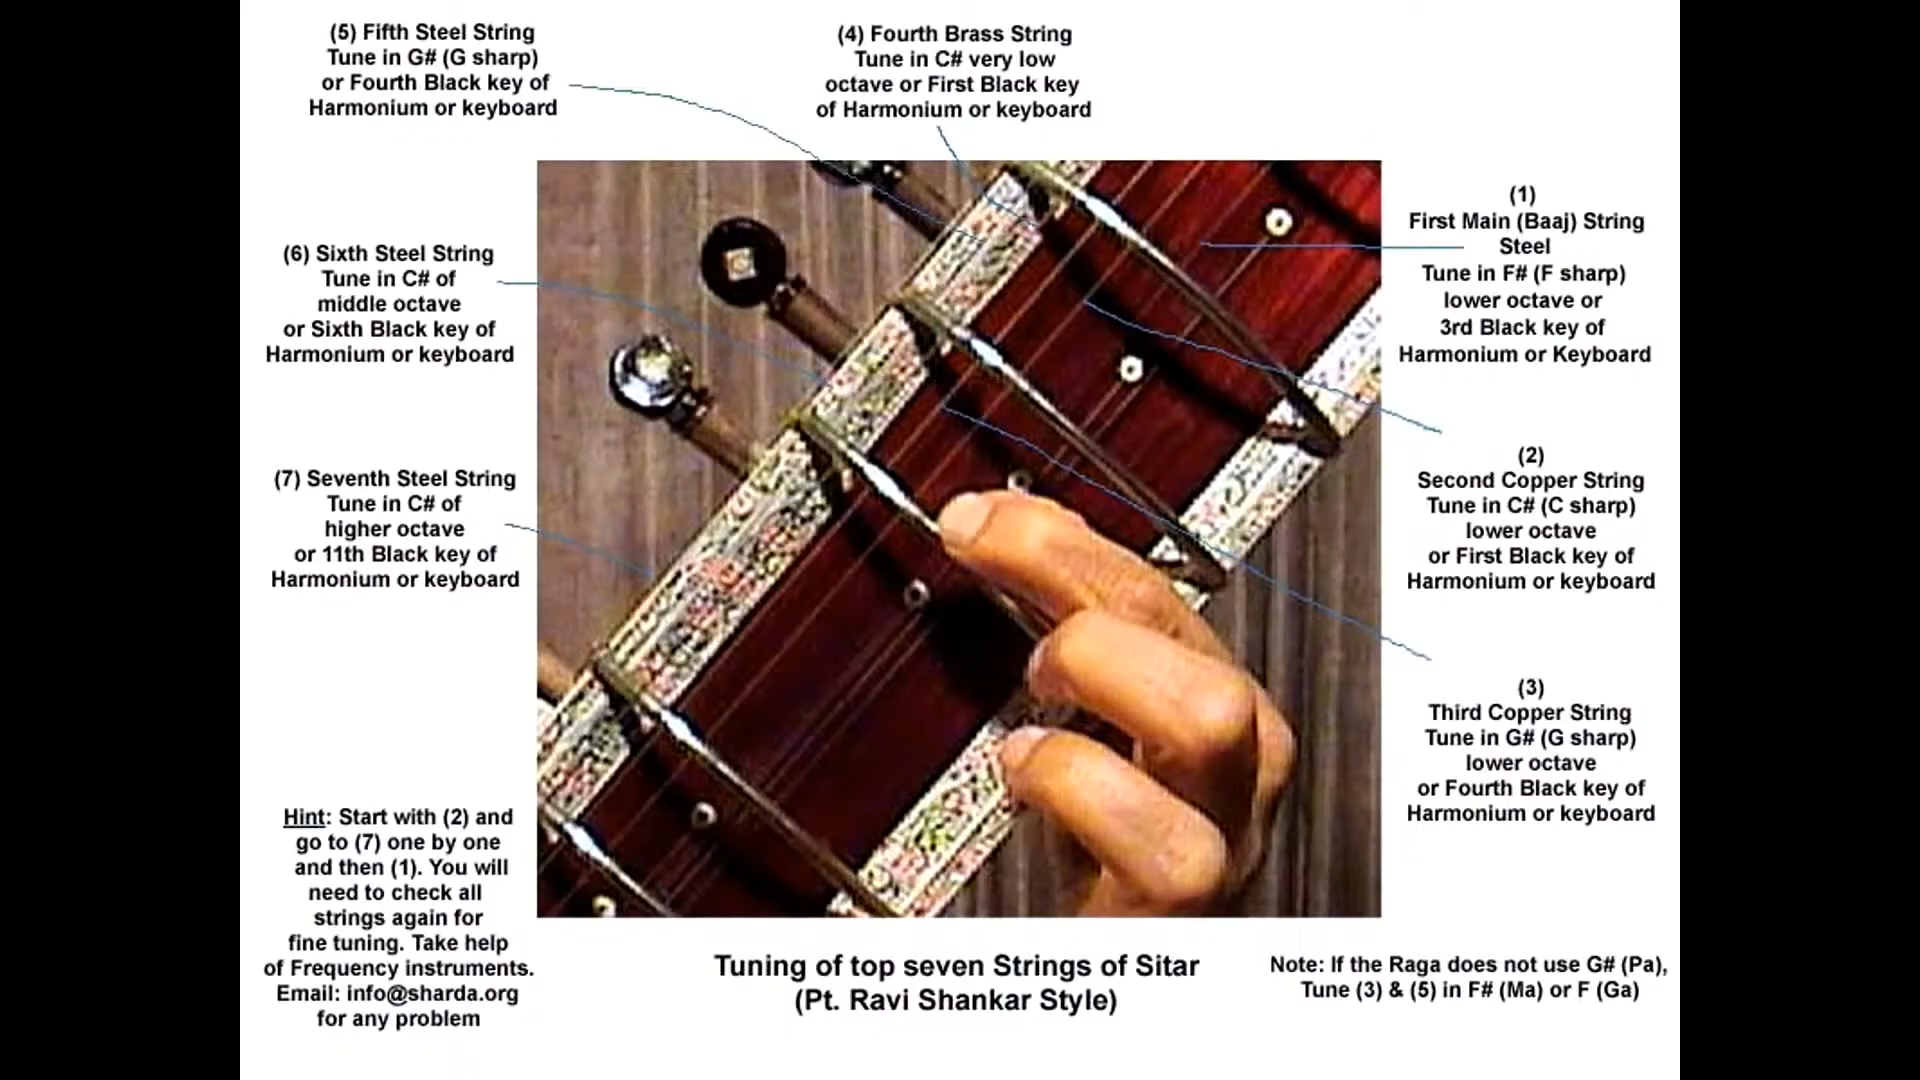 (5) Fifth Steel String
Tune in G# (G sharp)
or Fourth Black key of
Harmonium or keyboard
(4) Fourth Brass String
Tune in C# very low
octave or First Black key
of Harmonium or keyboard
(1)
First Main (Baaj) String
Steel
Tune in F# (F sharp)
lower octave or
3rd Black key of
Harmonium or Keyboard
(6) Sixth Steel String
Tune in C# of
middle octave
or Sixth Black key of
Harmonium or keyboard
(2)
Second Copper String
Tune in C# (C sharp)
lower octave
or First Black key of
Harmonium or keyboard
(7) Seventh Steel String
Tune in C# of
higher octave
or 11th Black key of
Harmonium or keyboard
(3)
Third Copper String
Tune in G# (G sharp)
lower octave
or Fourth Black key of
Harmonium or keyboard
Hint: Start with (2) and
go to (7) one by one
and then (1). You will
need to check all
strings again for
fine tuning. Take help
of Frequency instruments.
Email: info@sharda.org
for any problem
Tuning of top seven Strings of Sitar
(Pt. Ravi Shankar Style)
Note: If the Raga does not use G# (Pa),
Tune (3) & (5) in F# (Ma) or F (Ga)